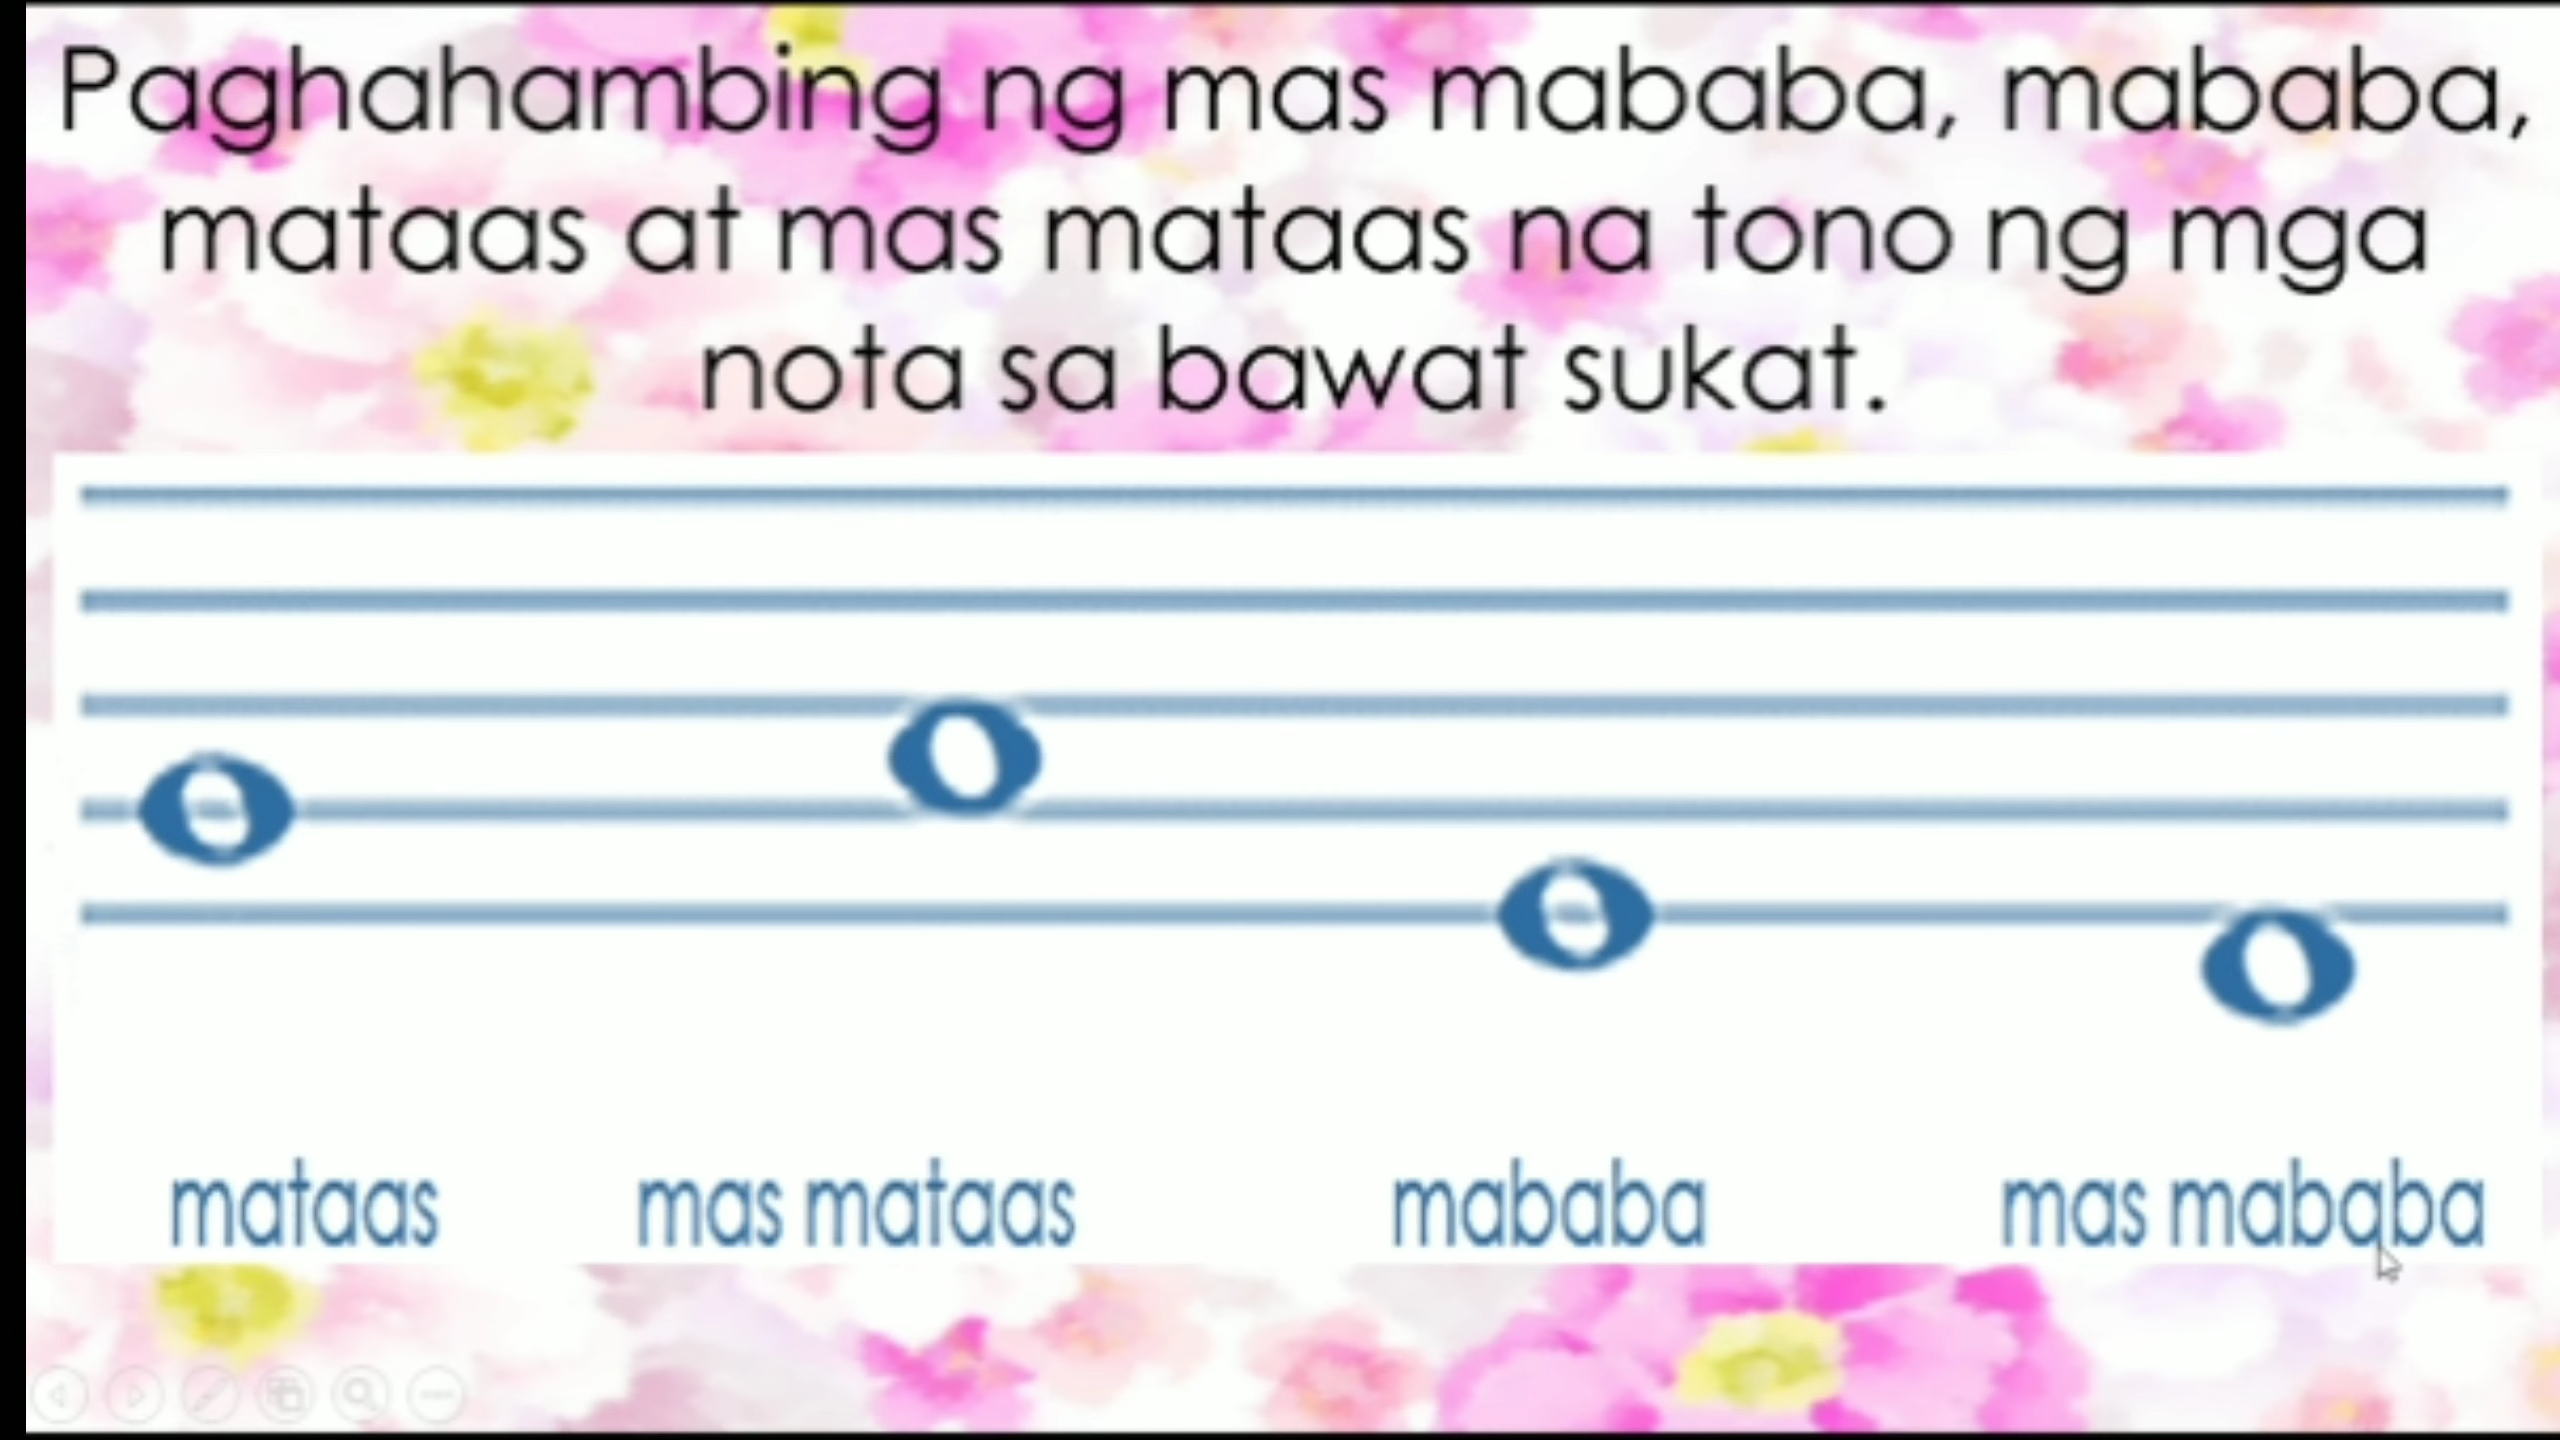 Paghahambing ng mas mababa, mababa,
mataas at mas mataas na tono ng mga
nota sa bawat sukat.
mataas mas mataas mababa mas mababa